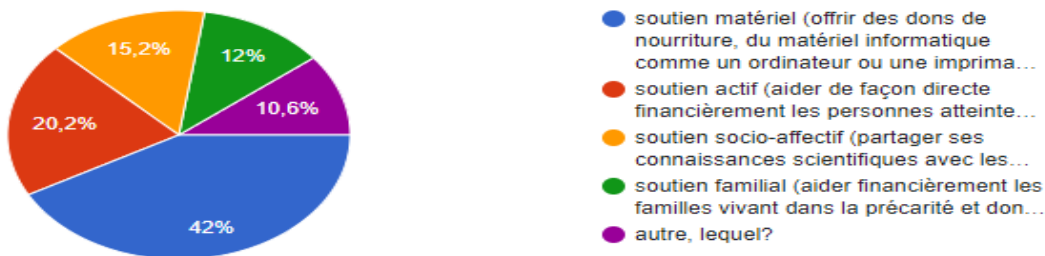 15,2%
12%
10,6%
20,2%
42%
soutien matériel (offrir des dons de
nourriture, du matériel informatique
comme un ordinateur ou une imprima…
soutien actif (aider de façon directe
financièrement les personnes atteinte…
soutien socio-affectif (partager ses
connaissances scientifiques avec les…
soutien familial (aider financièrement les
familles vivant dans la précarité et don…
autre, lequel?